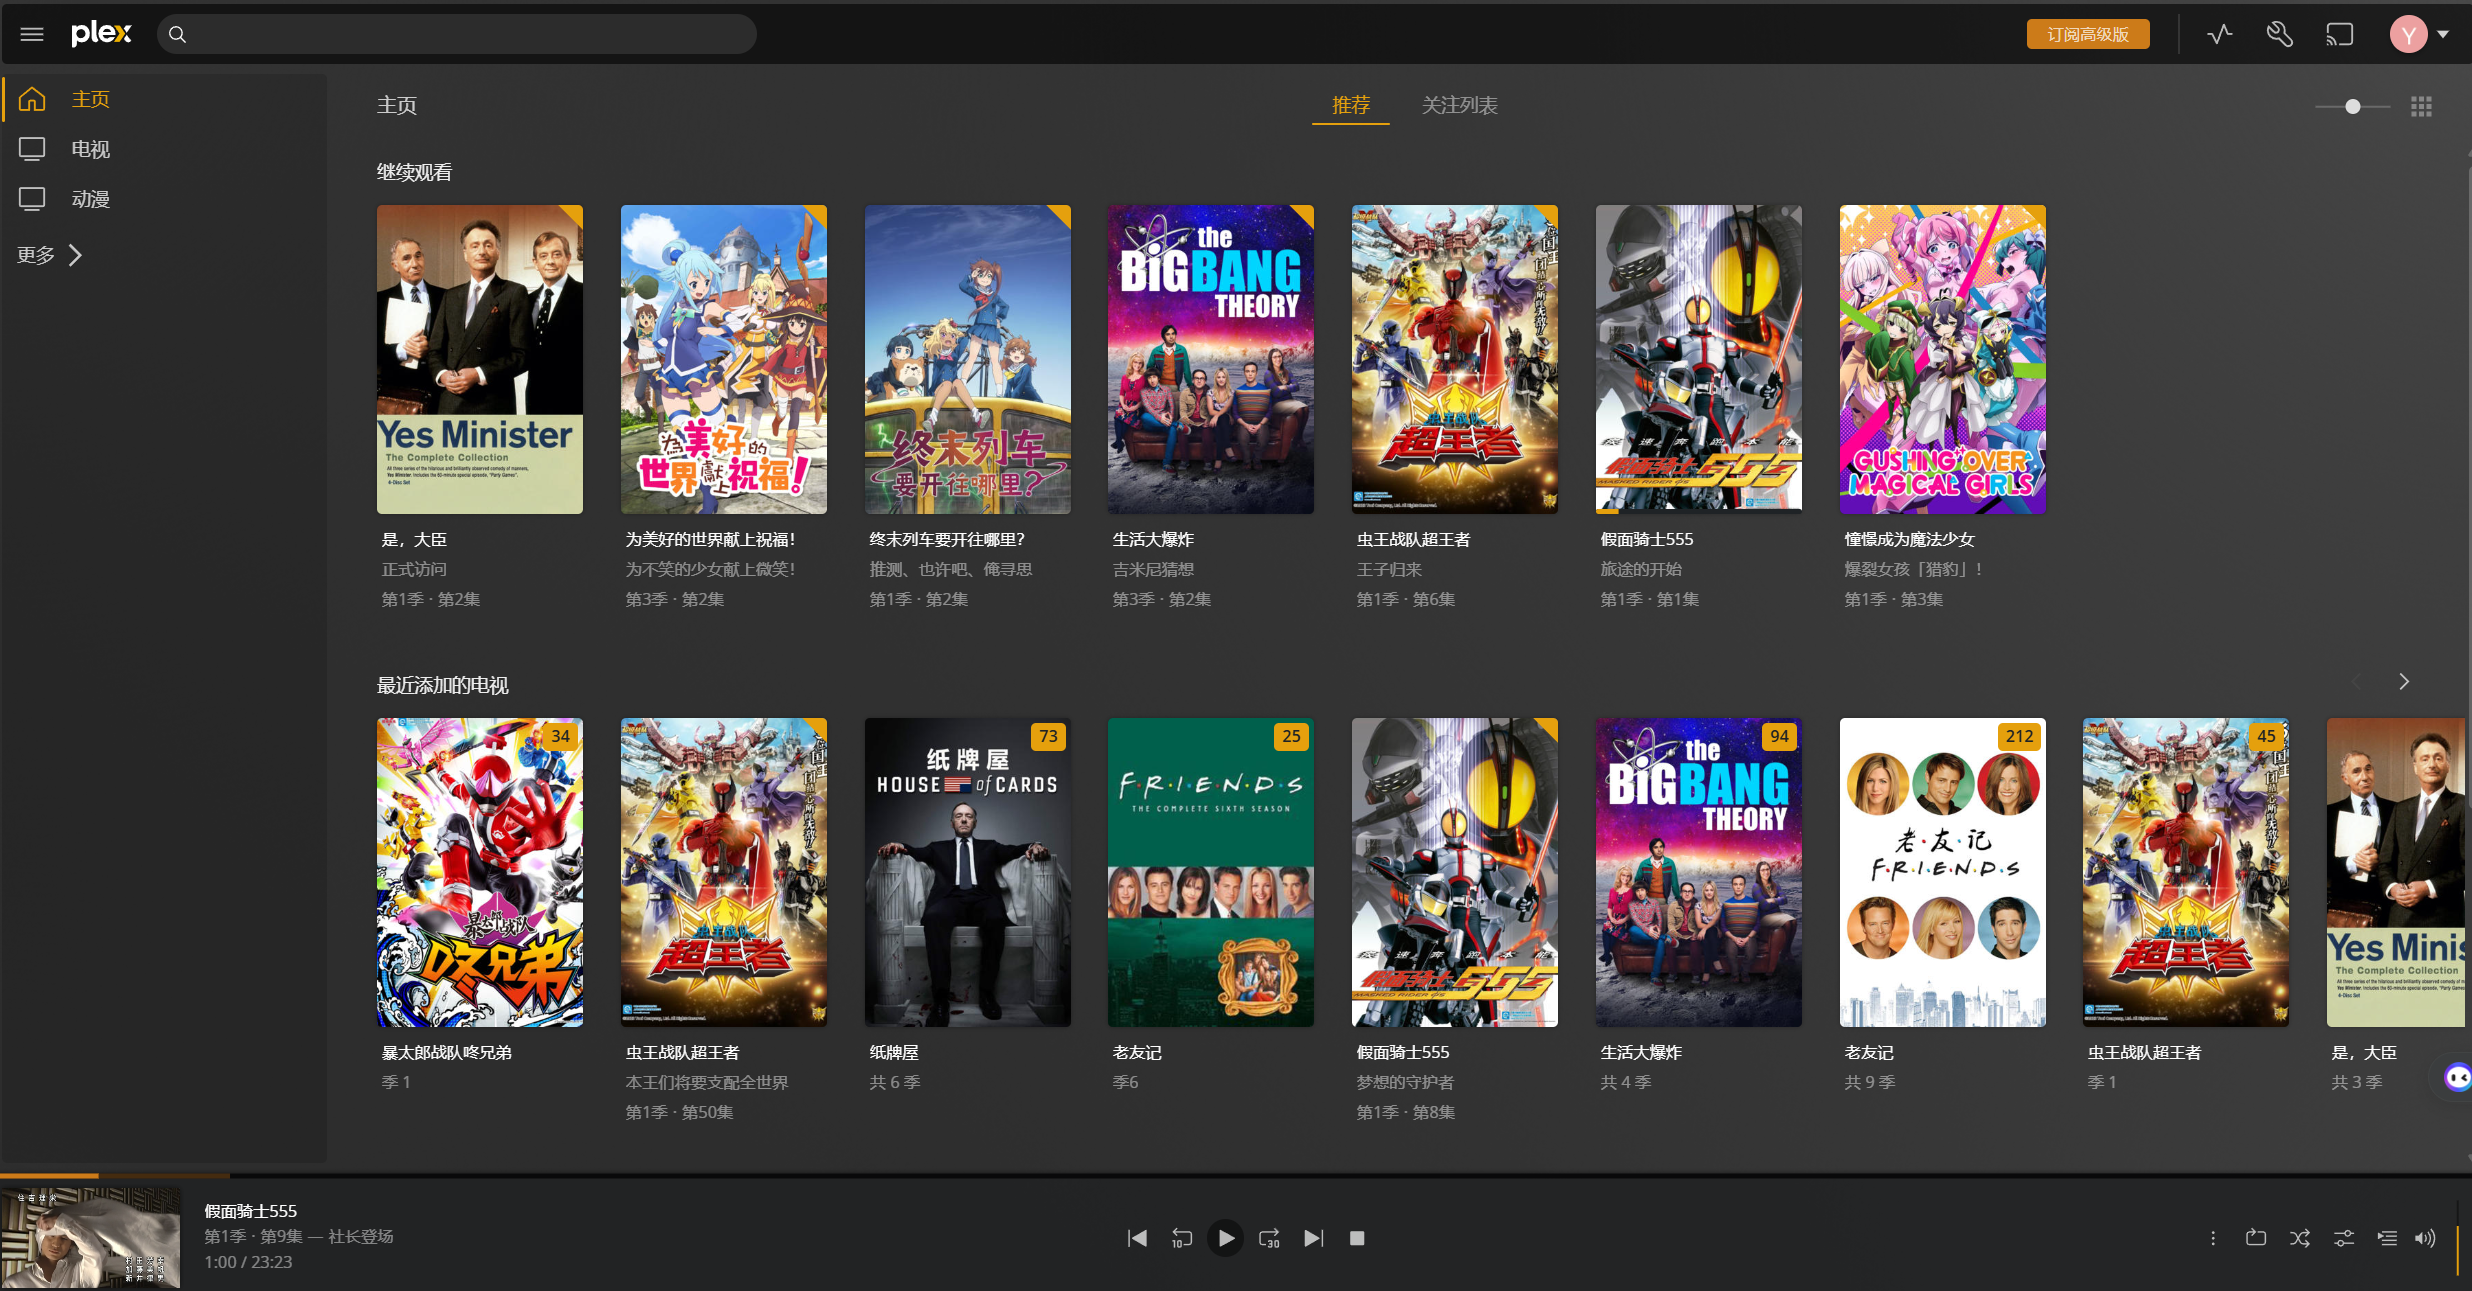 plex
订阅高级版
Y
主页
电视
动漫
更多
主页
推荐
关注列表
继续观看
Yes Minister
The Complete Collection
为美好的
世界献上祝福!
终末列车
要开往哪里?
the
BIG BANG
THEORY
虫王战队
超王者
假面骑士555
MASKED RIDER
GUSHING OVER
MAGICAL GIRLS
是，大臣
正式访问
第1季 · 第2集
为美好的世界献上祝福！
为不笑的少女献上微笑！
第3季 · 第2集
终末列车要开往哪里？
推测、也许吧、俺寻思
第1季 · 第2集
生活大爆炸
吉米尼猜想
第3季 · 第2集
虫王战队超王者
王子归来
第1季 · 第6集
假面骑士555
旅途的开始
第1季 · 第1集
憧憬成为魔法少女
爆裂女孩「猎豹」！
第1季 · 第3集
最近添加的电视
34
暴太郎战队
咚兄弟
虫王战队
超王者
73
纸牌屋
HOUSE of CARDS
25
F·R·I·E·N·D·S
THE COMPLETE SIXTH SEASON
假面骑士555
MASKED RIDER
94
the
BIG BANG
THEORY
212
老·友·记
F·R·I·E·N·D·S
45
虫王战队
超王者
Yes Minis
The Complete Collection
暴太郎战队咚兄弟
季 1
虫王战队超王者
本王们将要支配全世界
第1季 · 第50集
纸牌屋
共 6 季
老友记
季6
假面骑士555
梦想的守护者
第1季 · 第8集
生活大爆炸
共 4 季
老友记
共 9 季
虫王战队超王者
季 1
是，大臣
共 3 季
假面骑士555
第1季 · 第9集 — 社长登场
1:00 / 23:23
10
30